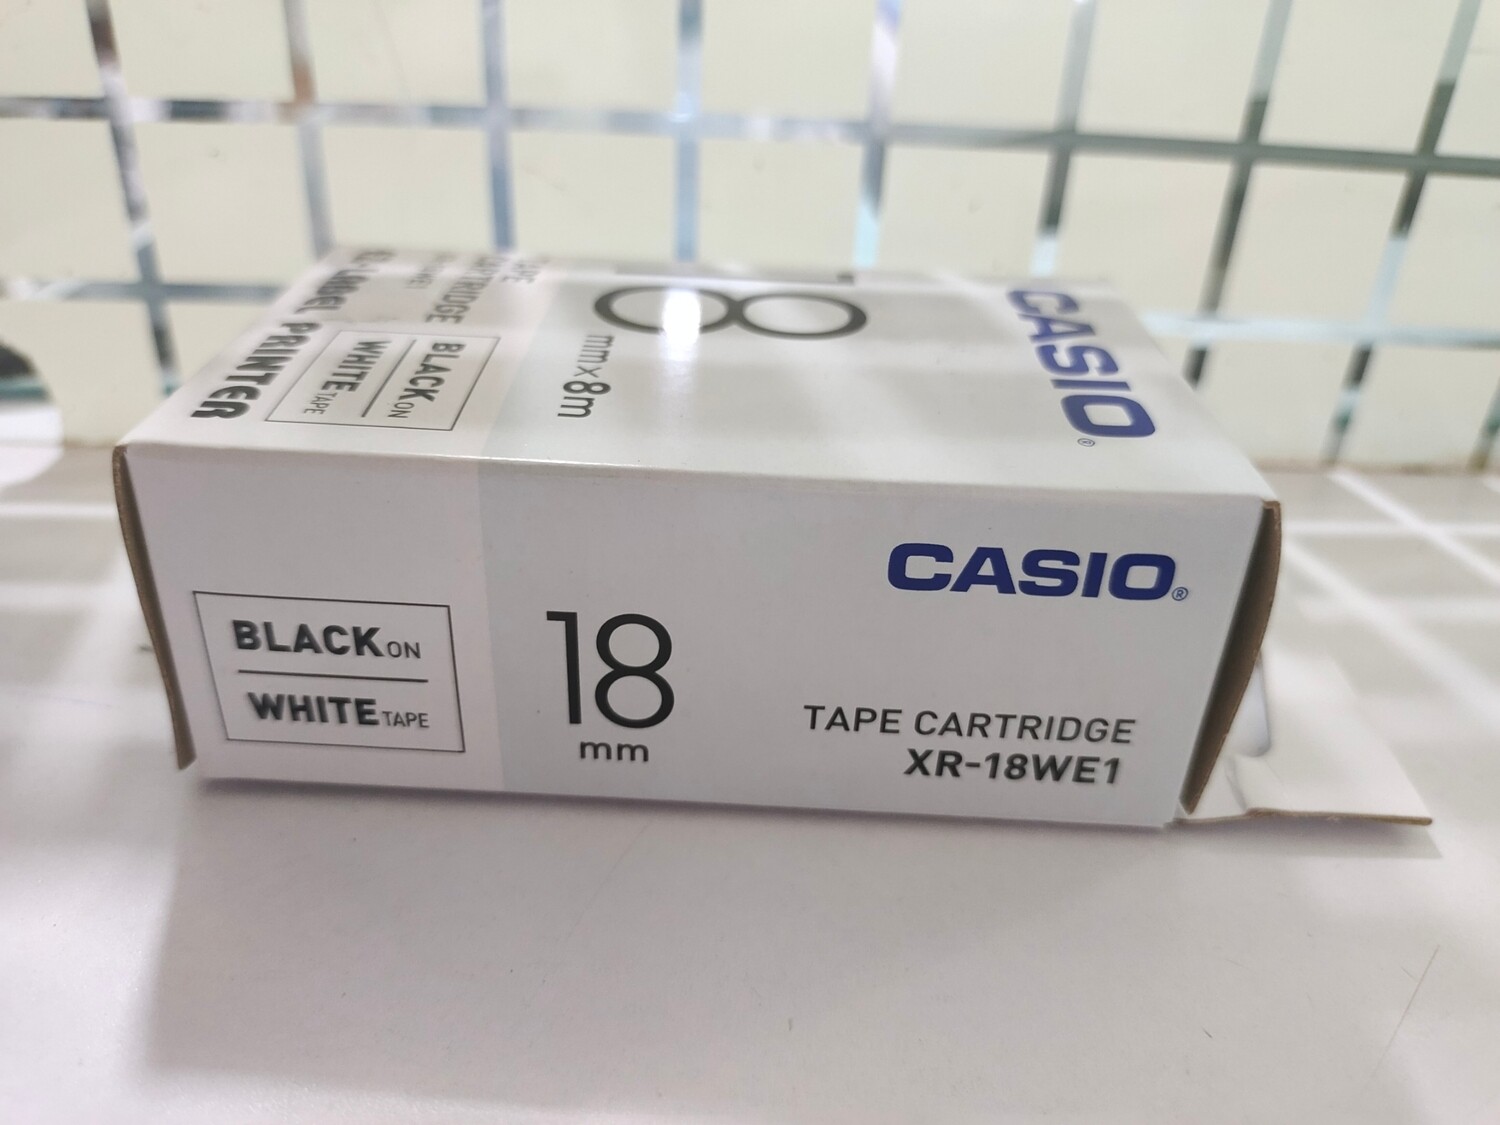 CASIO®
8
mm×8m
BLACK ON
WHITE TAPE
CARTRIDGE
LABEL PRINTER
CASIO®
BLACK ON
WHITE TAPE
18
mm
TAPE CARTRIDGE
XR-18WE1